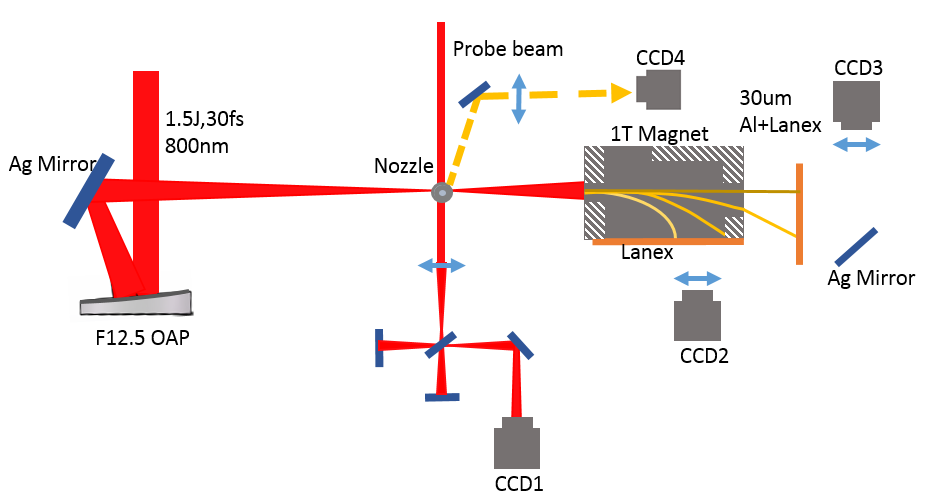 Probe beam
CCD4
CCD3
1.5J,30fs
800nm
30um
Al+Lanex
1T Magnet
Ag Mirror
Nozzle
Lanex
Ag Mirror
F12.5 OAP
CCD2
CCD1